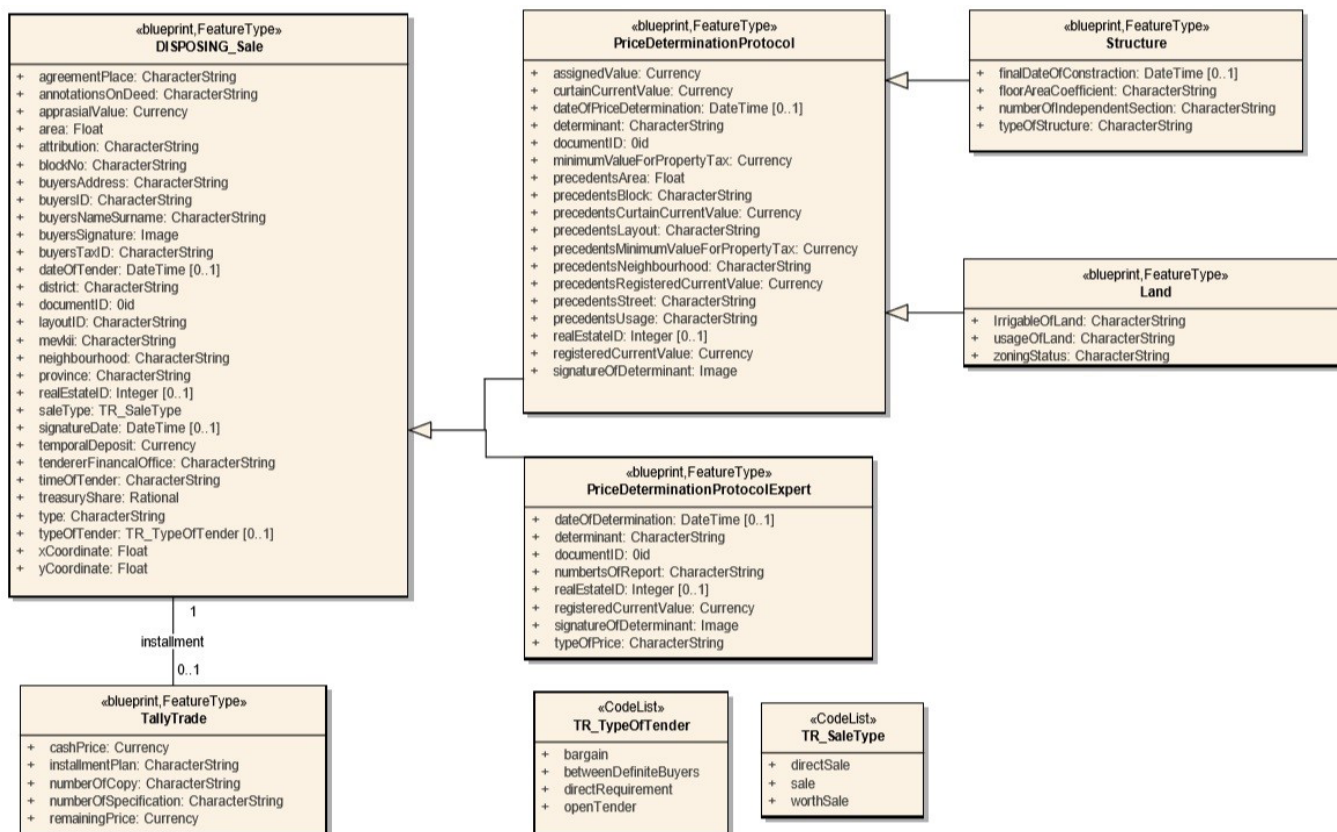 «blueprint,FeatureType»
DISPOSING_Sale
+ agreementPlace: CharacterString
+ annotationsOnDeed: CharacterString
+ apprasialValue: Currency
+ area: Float
+ attribution: CharacterString
+ blockNo: CharacterString
+ buyersAddress: CharacterString
+ buyersID: CharacterString
+ buyersNameSurname: CharacterString
+ buyersSignature: Image
+ buyersTaxID: CharacterString
+ dateOfTender: DateTime [0..1]
+ district: CharacterString
+ documentID: 0id
+ layoutID: CharacterString
+ mevkii: CharacterString
+ neighbourhood: CharacterString
+ province: CharacterString
+ realEstateID: Integer [0..1]
+ saleType: TR_SaleType
+ signatureDate: DateTime [0..1]
+ temporalDeposit: Currency
+ tendererFinancalOffice: CharacterString
+ timeOfTender: CharacterString
+ treasuryShare: Rational
+ type: CharacterString
+ typeOfTender: TR_TypeOfTender [0..1]
+ xCoordinate: Float
+ yCoordinate: Float
1
installment
0..1
«blueprint,FeatureType»
TallyTrade
+ cashPrice: Currency
+ installmentPlan: CharacterString
+ numberOfCopy: CharacterString
+ numberOfSpecification: CharacterString
+ remainingPrice: Currency
«blueprint,FeatureType»
PriceDeterminationProtocol
+ assignedValue: Currency
+ curtainCurrentValue: Currency
+ dateOfPriceDetermination: DateTime [0..1]
+ determinant: CharacterString
+ documentID: 0id
+ minimumValueForPropertyTax: Currency
+ precedentsArea: Float
+ precedentsBlock: CharacterString
+ precedentsCurtainCurrentValue: Currency
+ precedentsLayout: CharacterString
+ precedentsMinimumValueForPropertyTax: Currency
+ precedentsNeighbourhood: CharacterString
+ precedentsRegisteredCurrentValue: Currency
+ precedentsStreet: CharacterString
+ precedentsUsage: CharacterString
+ realEstateID: Integer [0..1]
+ registeredCurrentValue: Currency
+ signatureOfDeterminant: Image
«blueprint,FeatureType»
PriceDeterminationProtocolExpert
+ dateOfDetermination: DateTime [0..1]
+ determinant: CharacterString
+ documentID: 0id
+ numbertsOfReport: CharacterString
+ realEstateID: Integer [0..1]
+ registeredCurrentValue: Currency
+ signatureOfDeterminant: Image
+ typeOfPrice: CharacterString
«CodeList»
TR_TypeOfTender
+ bargain
+ betweenDefiniteBuyers
+ directRequirement
+ openTender
«CodeList»
TR_SaleType
+ directSale
+ sale
+ worthSale
«blueprint,FeatureType»
Structure
+ finalDateOfConstraction: DateTime [0..1]
+ floorAreaCoefficient: CharacterString
+ numberOfIndependentSection: CharacterString
+ typeOfStructure: CharacterString
«blueprint,FeatureType»
Land
+ IrrigableOfLand: CharacterString
+ usageOfLand: CharacterString
+ zoningStatus: CharacterString